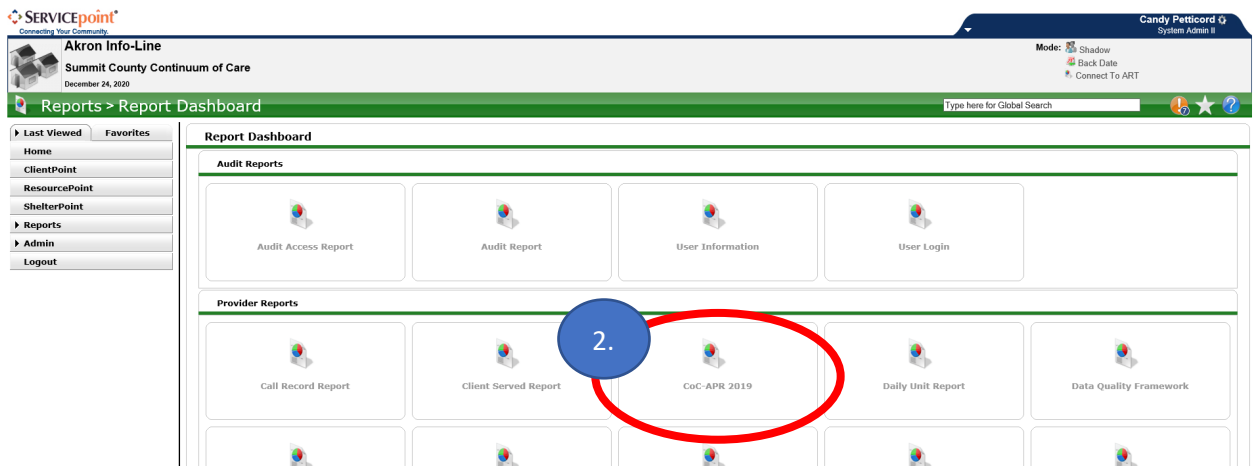 SERVICEpoint®
Connecting Your Community.
Candy Petticord
System Admin II
Akron Info-Line
Summit County Continuum of Care
December 24, 2020
Mode: Shadow
Back Date
Connect To ART
Reports > Report Dashboard
Type here for Global Search
Last Viewed Favorites
Home
ClientPoint
ResourcePoint
ShelterPoint
Reports
Admin
Logout
Report Dashboard
Audit Reports
Audit Access Report
Audit Report
User Information
User Login
Provider Reports
2.
Call Record Report
Client Served Report
CoC-APR 2019
Daily Unit Report
Data Quality Framework